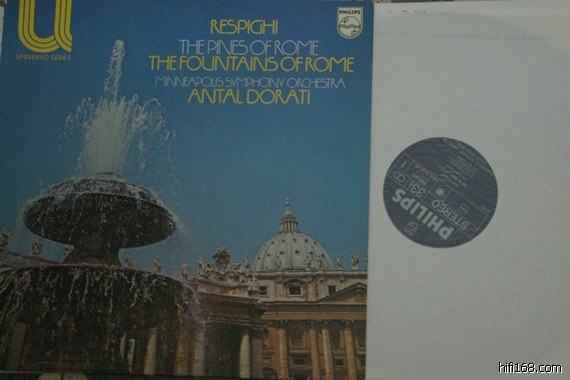 UNIVERSO SERIES
PHILIPS
RESPIGHI
THE PINES OF ROME
THE FOUNTAINS OF ROME
MINNEAPOLIS SYMPHONY ORCHESTRA
ANTAL DORATI
PHILIPS
STEREO
33
hifi168.com